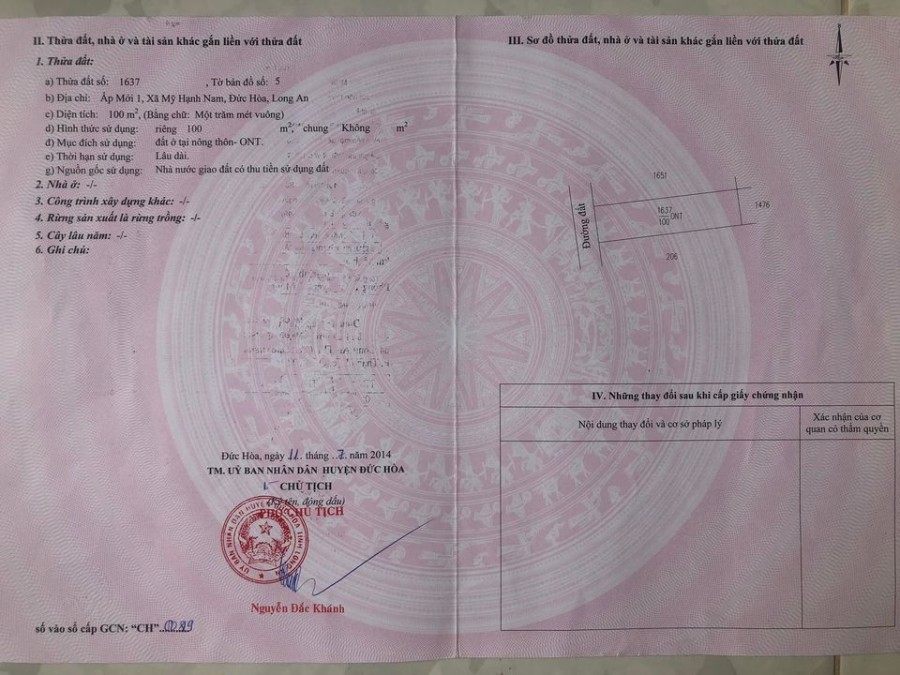 II. Thửa đất, nhà ở và tài sản khác gắn liền với thửa đất
1. Thửa đất:
a) Thửa đất số: 1637 , Tờ bản đồ số: 5
b) Địa chỉ: Ấp Mới 1, Xã Mỹ Hạnh Nam, Đức Hòa, Long An
c) Diện tích: 100 m², (Bằng chữ: Một trăm mét vuông)
d) Hình thức sử dụng: riêng 100 m², chung Không m²
đ) Mục đích sử dụng: đất ở tại nông thôn- ONT.
e) Thời hạn sử dụng: Lâu dài.
g) Nguồn gốc sử dụng: Nhà nước giao đất có thu tiền sử dụng đất
2. Nhà ở: -/-
3. Công trình xây dựng khác: -/-
4. Rừng sản xuất là rừng trồng: -/-
5. Cây lâu năm: -/-
6. Ghi chú:
Đức Hòa, ngày 11 tháng 7 năm 2014
TM. UỶ BAN NHÂN DÂN HUYỆN ĐỨC HÒA
CHỦ TỊCH
(Ký tên, đóng dấu)
PHÓ CHỦ TỊCH
Nguyễn Đắc Khánh
số vào sổ cấp GCN: “CH”
III. Sơ đồ thửa đất, nhà ở và tài sản khác gắn liền với thửa đất
1651
Đường đất
1637
100
ONT
1476
206
IV. Những thay đổi sau khi cấp giấy chứng nhận
Nội dung thay đổi và cơ sở pháp lý
Xác nhận của cơ
quan có thẩm quyền